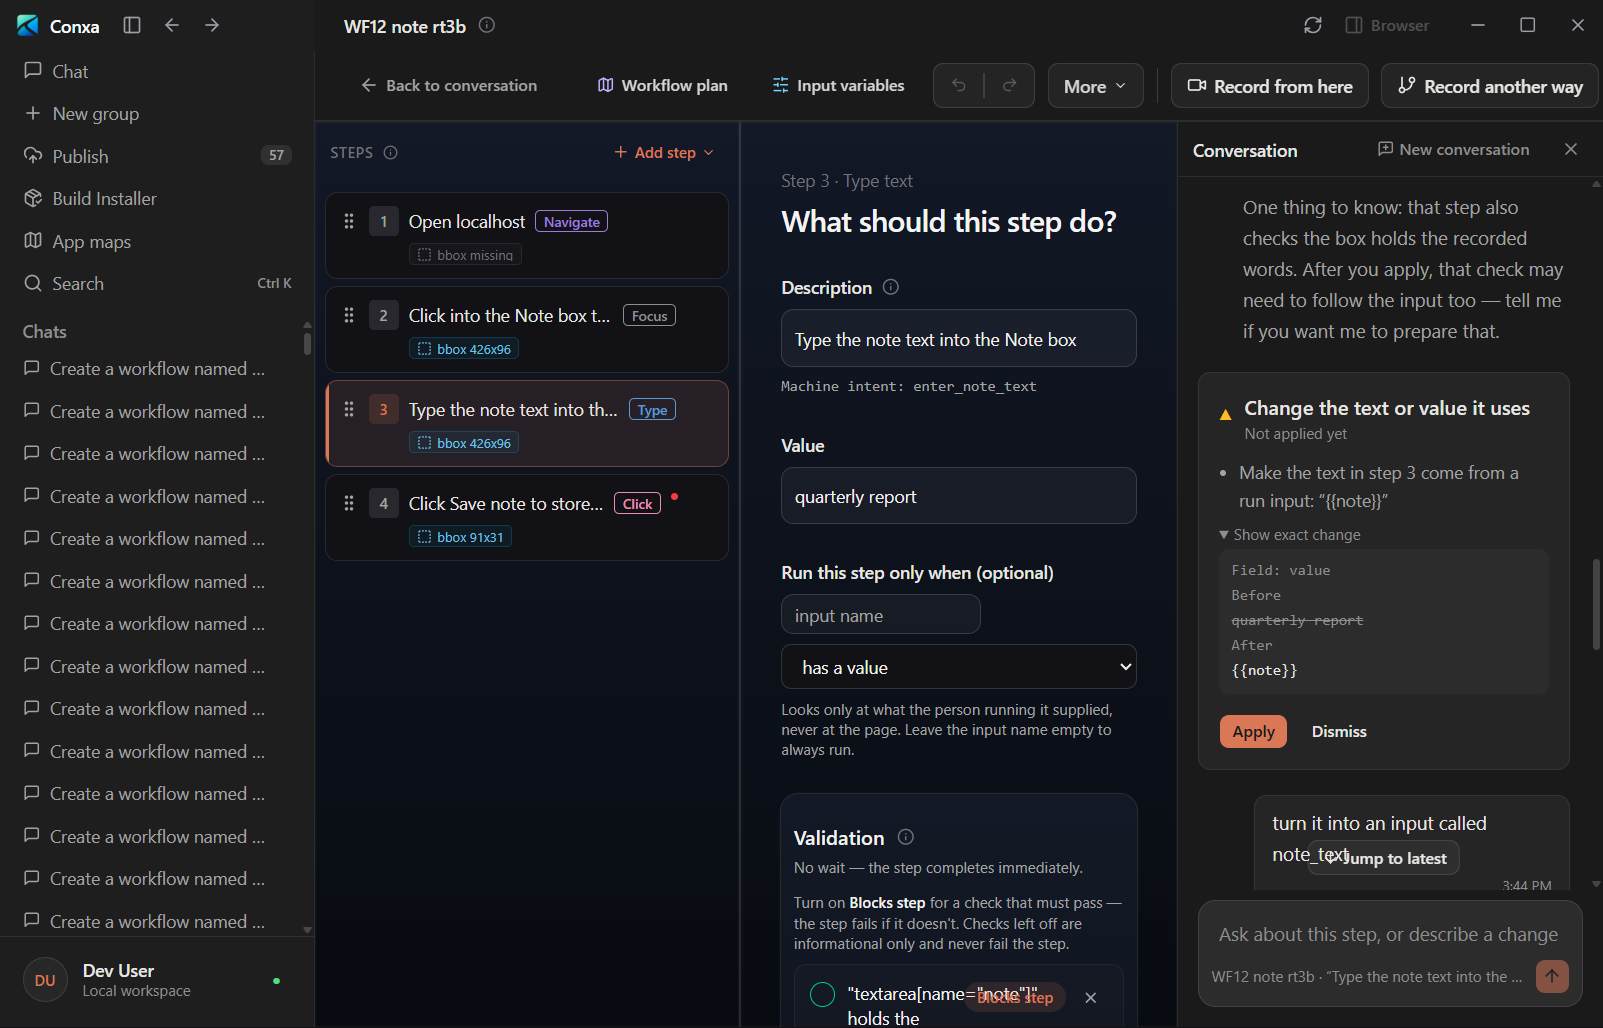 Conxa
WF12 note rt3b
Browser
Chat
New group
Publish
57
Build Installer
App maps
Search
Ctrl K
Chats
Create a workflow named ...
Create a workflow named ...
Create a workflow named ...
Create a workflow named ...
Create a workflow named ...
Create a workflow named ...
Create a workflow named ...
Create a workflow named ...
Create a workflow named ...
Create a workflow named ...
Create a workflow named ...
Create a workflow named ...
Create a workflow named ...
Create a workflow named ...
DU
Dev User
Local workspace
Back to conversation
Workflow plan
Input variables
More
Record from here
Record another way
STEPS
Add step
1
Open localhost
Navigate
bbox missing
2
Click into the Note box t...
Focus
bbox 426x96
3
Type the note text into th...
Type
bbox 426x96
4
Click Save note to store...
Click
bbox 91x31
Step 3 · Type text
What should this step do?
Description
Type the note text into the Note box
Machine intent: enter_note_text
Value
quarterly report
Run this step only when (optional)
input name
has a value
Looks only at what the person running it supplied,
never at the page. Leave the input name empty to
always run.
Validation
No wait — the step completes immediately.
Turn on Blocks step for a check that must pass —
the step fails if it doesn't. Checks left off are
informational only and never fail the step.
"textarea[name="note"]"
Blocks step
holds the
Conversation
New conversation
One thing to know: that step also
checks the box holds the recorded
words. After you apply, that check may
need to follow the input too — tell me
if you want me to prepare that.
Change the text or value it uses
Not applied yet
• Make the text in step 3 come from a
run input: “{{note}}”
Show exact change
Field: value
Before
quarterly report
After
{{note}}
Apply
Dismiss
turn it into an input called
note_text
Jump to latest
3:44 PM
Ask about this step, or describe a change
WF12 note rt3b · “Type the note text into the ...